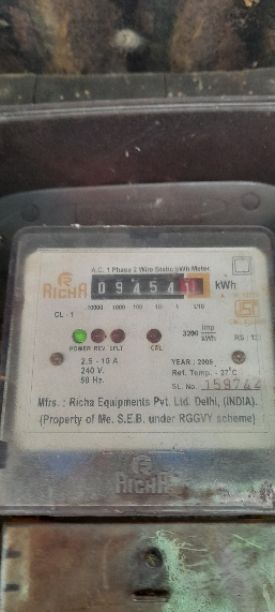 A.C. 1 Phase 2 Wire Static kWh Meter
RICHA 09454 kWh
10000 1000 100 10 1 1/10
CL - 1
POWER REV. E/LT CAL
3200 imp/kWh
2.5 - 10 A
240 V.
50 Hz.
YEAR : 2005
Ref. Temp. - 27°C
SL. No. 159744
Mfrs. : Richa Equipments Pvt. Ltd. Delhi, (INDIA).
(Property of Me. S.E.B. under RGGVY scheme)
RICHA